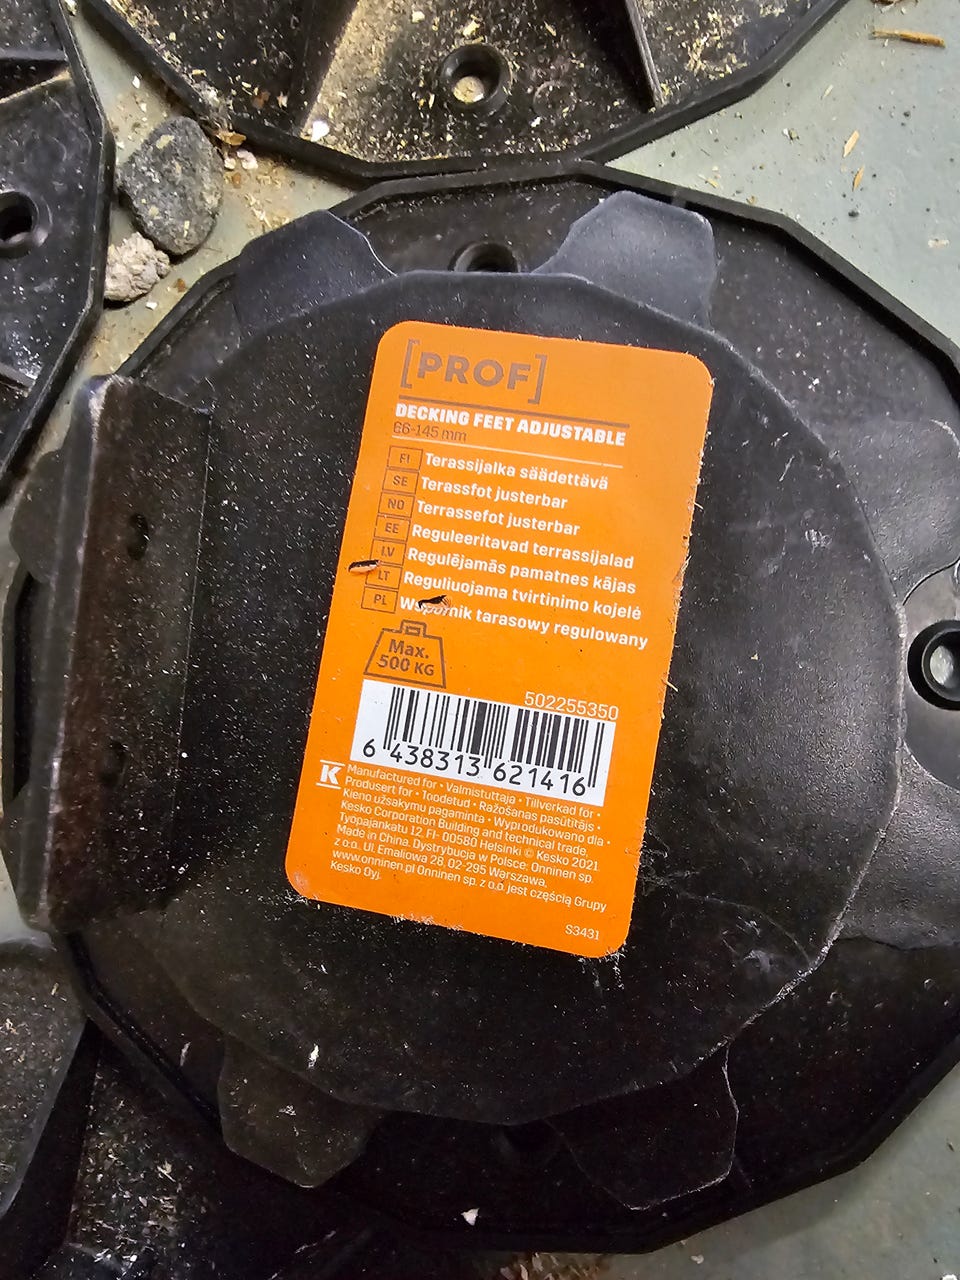 [PROF]
DECKING FEET ADJUSTABLE
66-145 mm
FI Terassijalka säädettävä
SE Terassfot justerbar
NO Terrassefot justerbar
EE Reguleeritavad terrassijalad
LV Regulējamās pamatnes kājas
LT Reguliuojama tvirtinimo kojelė
PL Wspornik tarasowy regulowany
Max.
500 KG
502255350
6 438313 621416
K
Manufactured for • Valmistuttaja • Tillverkad for •
Produsert for • Toodetud • Ražošanas pasūtītājs •
Kieno užsakymu pagaminta • Wyprodukowano dla •
Kesko Corporation Building and technical trade,
Työpajankatu 12, FI- 00580 Helsinki © Kesko 2021.
Made in China. Dystrybucja w Polsce: Onninen sp.
z o.o., Ul. Emaliowa 28, 02-295 Warszawa,
www.onninen.pl Onninen sp. z o.o. jest częścią Grupy
Kesko Oyj.
S3431